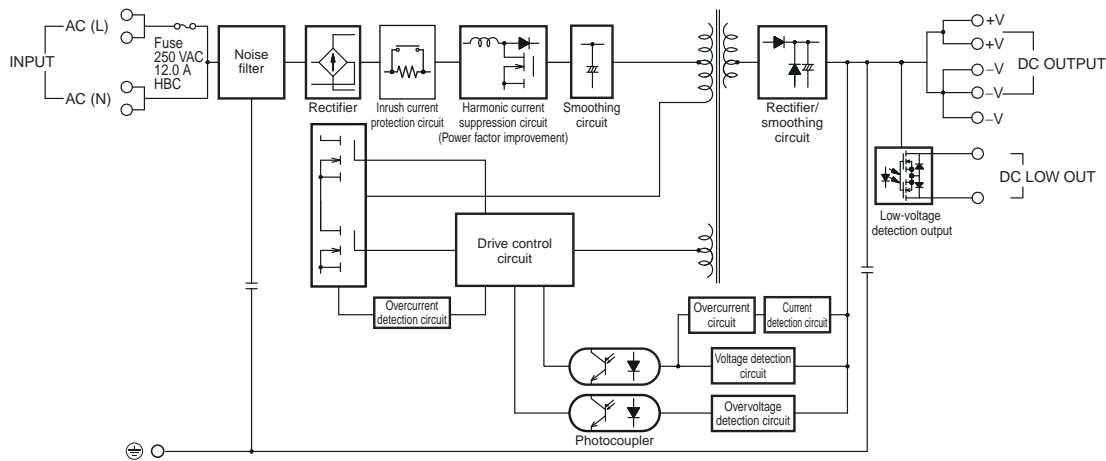 INPUT
AC (L)
AC (N)
Fuse
250 VAC
12.0 A
HBC
Noise
filter
Rectifier
Inrush current
protection circuit
Harmonic current
suppression circuit
(Power factor improvement)
Smoothing
circuit
Rectifier/
smoothing
circuit
+V
+V
−V
−V
−V
DC OUTPUT
DC LOW OUT
Low-voltage
detection output
Drive control
circuit
Overcurrent
detection circuit
Overcurrent
circuit
Current
detection circuit
Voltage detection
circuit
Overvoltage
detection circuit
Photocoupler